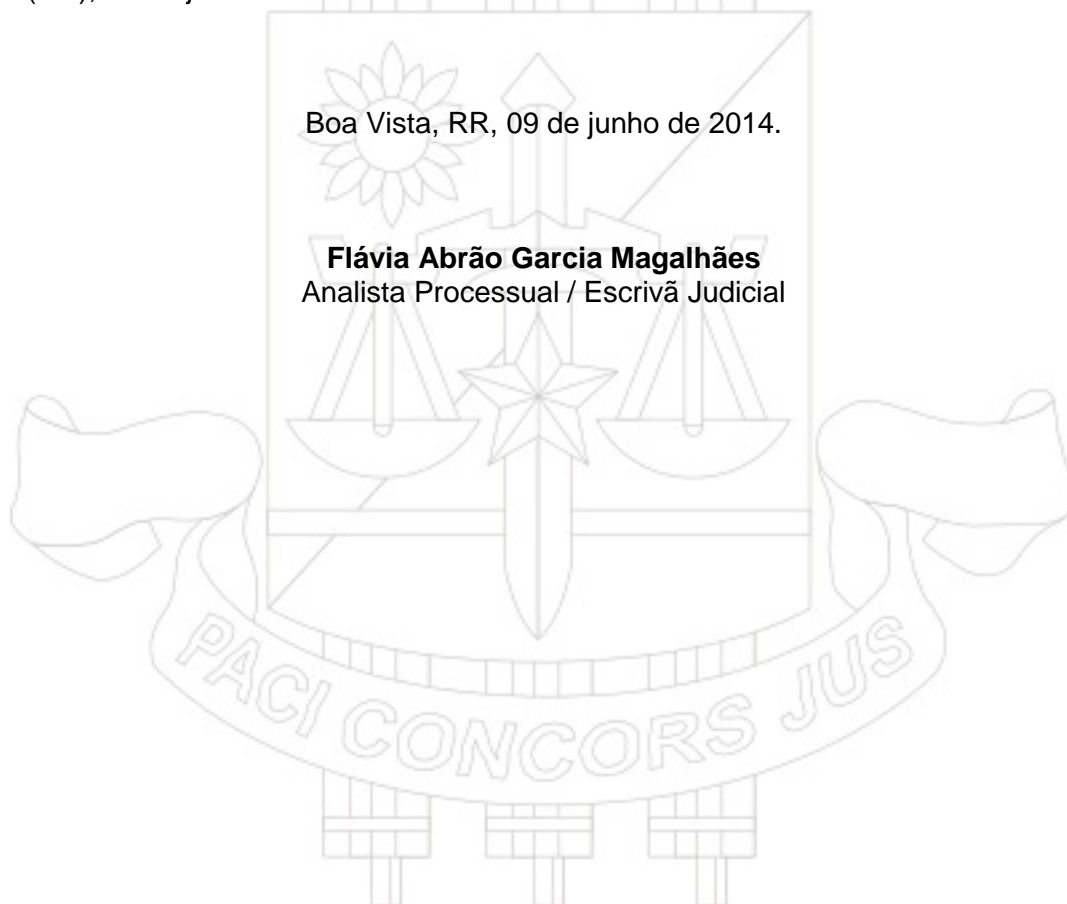 Boa Vista, RR, 09 de junho de 2014.
Flávia Abrão Garcia Magalhães
Analista Processual / Escrivã Judicial
PACI CONCORS JUS